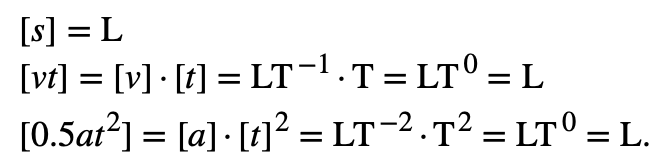 [s] = L
[vt] = [v] · [t] = LT⁻¹ · T = LT⁰ = L
[0.5at²] = [a] · [t]² = LT⁻² · T² = LT⁰ = L.